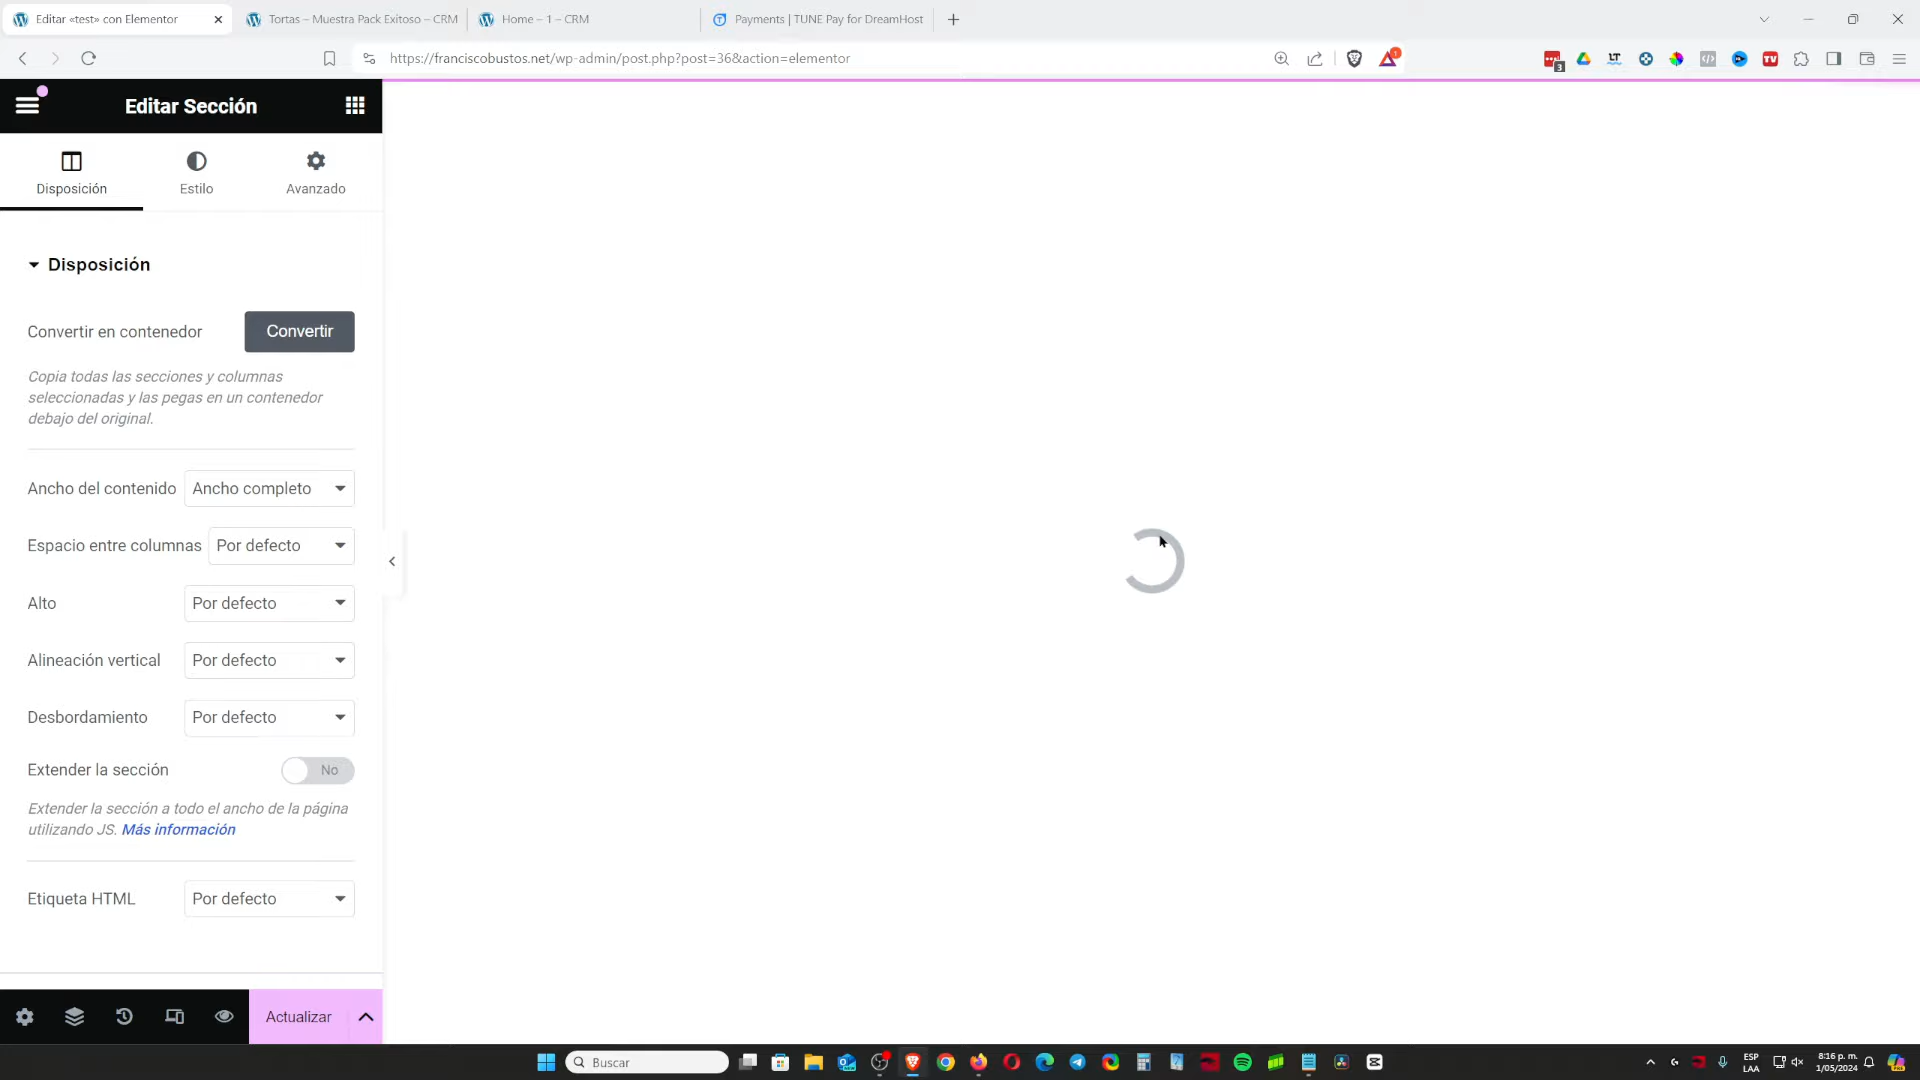 Editar «test» con Elementor
Tortas – Muestra Pack Exitoso – CRM
Home – 1 – CRM
Payments | TUNE Pay for DreamHost
https://franciscobustos.net/wp-admin/post.php?post=36&action=elementor
1
3
LT
TV
Editar Sección
Disposición
Estilo
Avanzado
Disposición
Convertir en contenedor
Convertir
Copia todas las secciones y columnas
seleccionadas y las pegas en un contenedor
debajo del original.
Ancho del contenido
Ancho completo
Espacio entre columnas
Por defecto
Alto
Por defecto
Alineación vertical
Por defecto
Desbordamiento
Por defecto
Extender la sección
No
Extender la sección a todo el ancho de la página
utilizando JS. Más información
Etiqueta HTML
Por defecto
Actualizar
Buscar
ESP
LAA
8:16 p. m.
1/05/2024